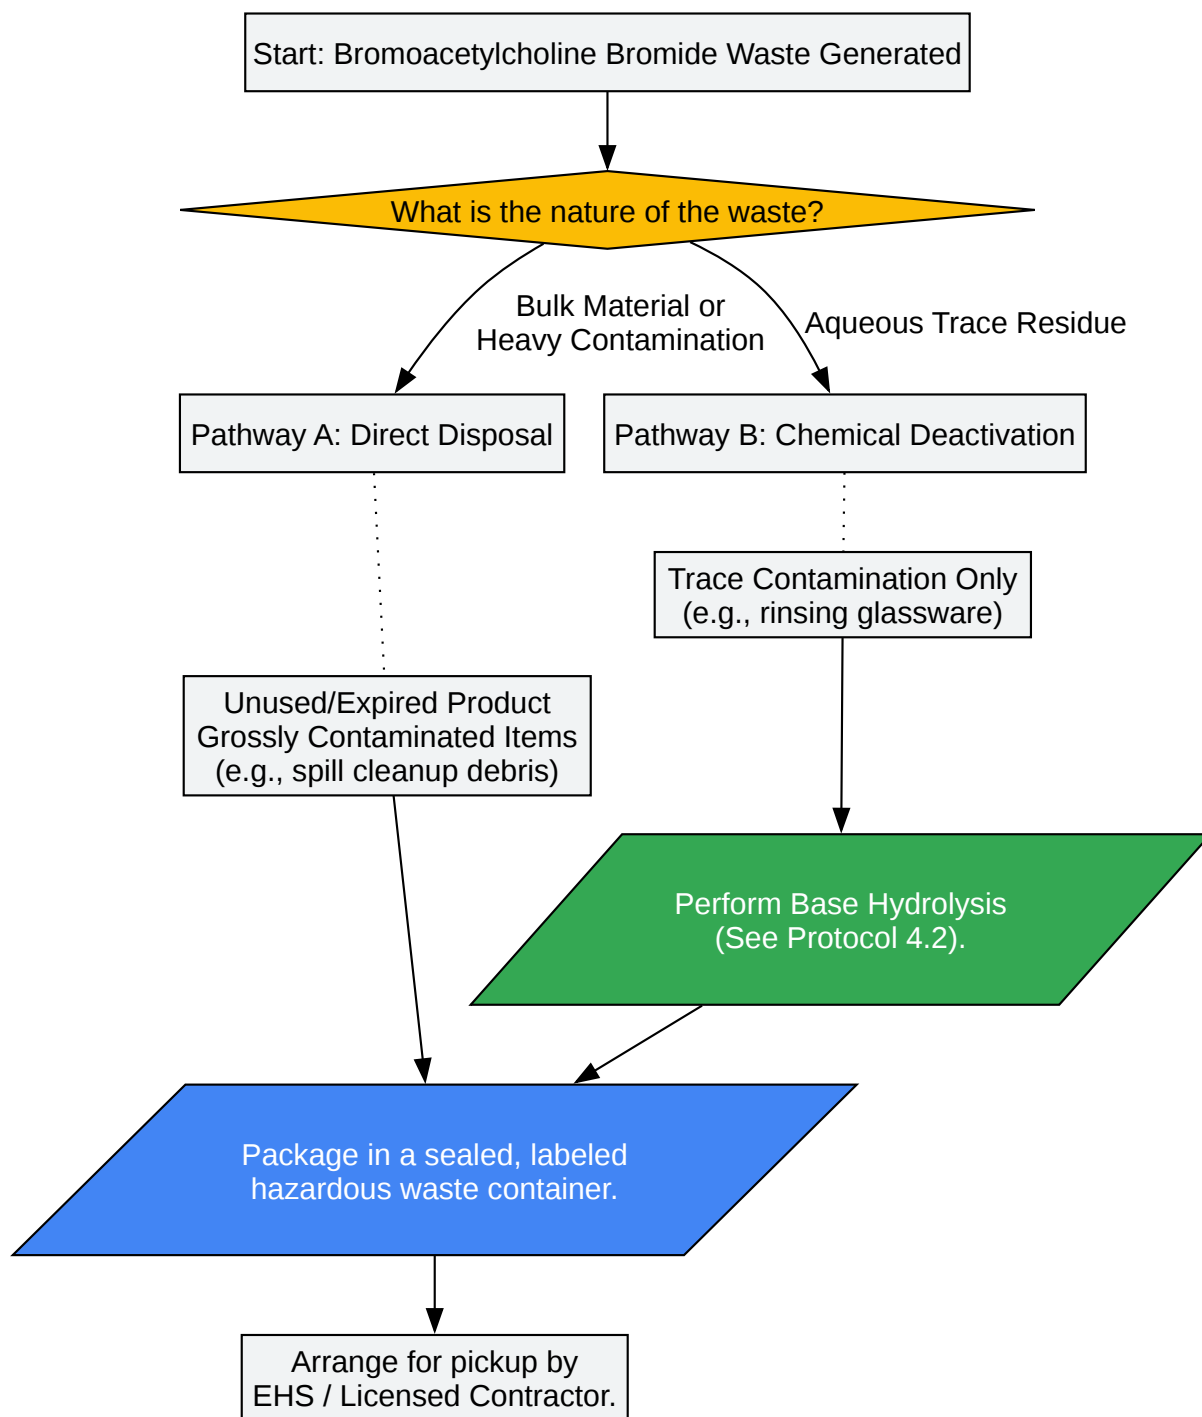 Start: Bromoacetylcholine Bromide Waste Generated
What is the nature of the waste?
Bulk Material or
Heavy Contamination
Aqueous Trace Residue
Pathway A: Direct Disposal
Pathway B: Chemical Deactivation
Trace Contamination Only
(e.g., rinsing glassware)
Unused/Expired Product
Grossly Contaminated Items
(e.g., spill cleanup debris)
Perform Base Hydrolysis
(See Protocol 4.2).
Package in a sealed, labeled
hazardous waste container.
Arrange for pickup by
EHS / Licensed Contractor.